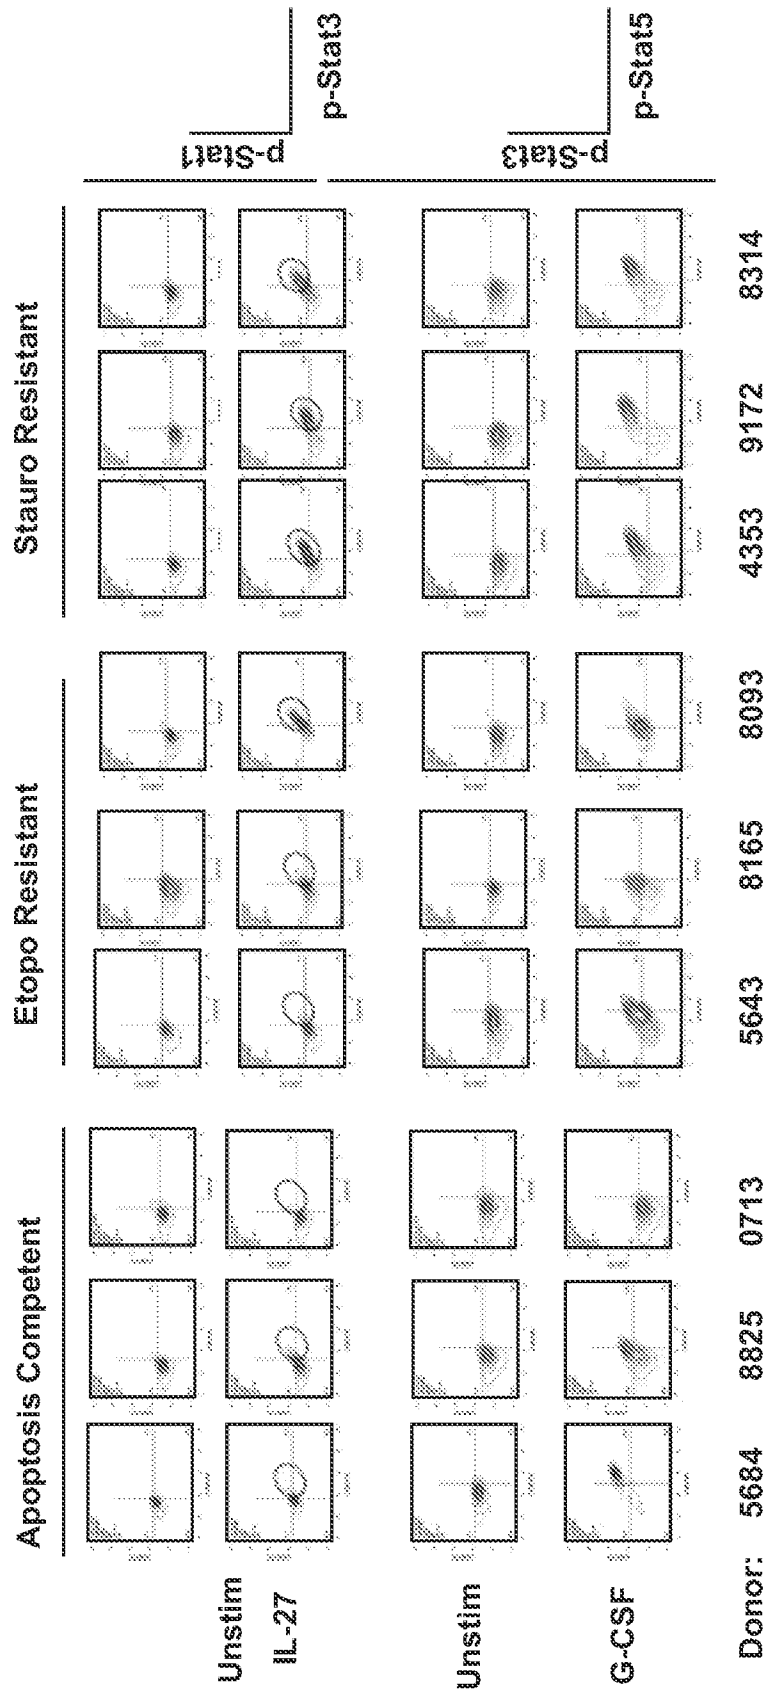 Apoptosis Competent
Etopo Resistant
Stauro Resistant
Unstim
IL-27
p-Stat1
p-Stat3
Unstim
G-CSF
p-Stat3
p-Stat5
Donor: 5684 8825 0713 5643 8165 8093 4353 9172 8314